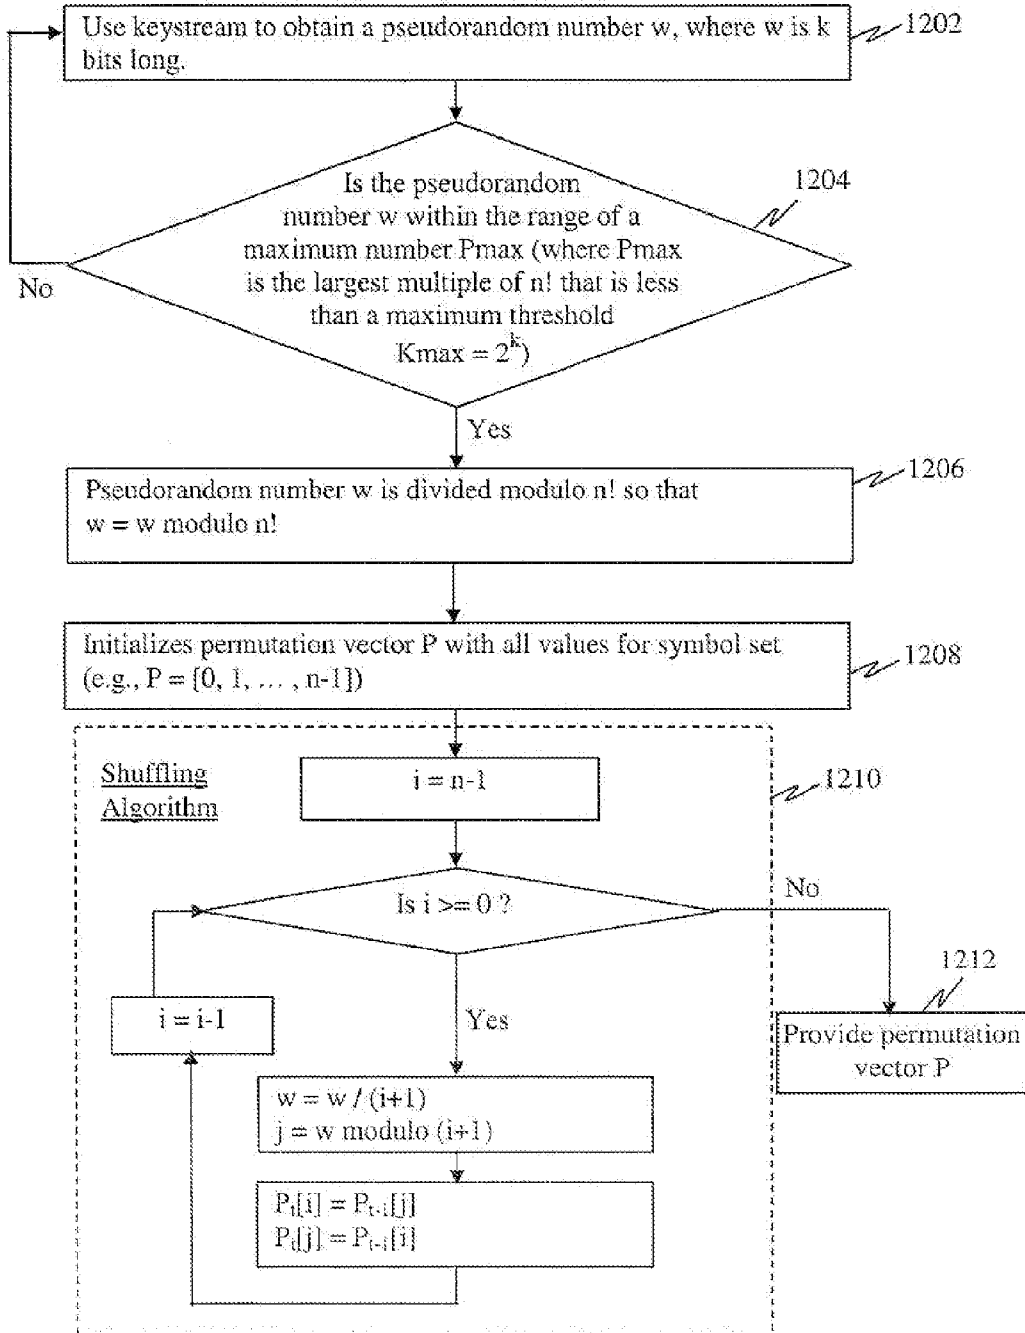 Use keystream to obtain a pseudorandom number w, where w is k
bits long.
1202
Is the pseudorandom
number w within the range of a
maximum number Pmax (where Pmax
is the largest multiple of n! that is less
than a maximum threshold
Kmax = 2^k)
1204
No
Yes
Pseudorandom number w is divided modulo n! so that
w = w modulo n!
1206
Initializes permutation vector P with all values for symbol set
(e.g., P = [0, 1, … , n-1])
1208
Shuffling
Algorithm
i = n-1
1210
Is i >= 0 ?
No
1212
i = i-1
Yes
Provide permutation
vector P
w = w / (i+1)
j = w modulo (i+1)
Pt[i] = Pt-1[j]
Pt[j] = Pt-1[i]